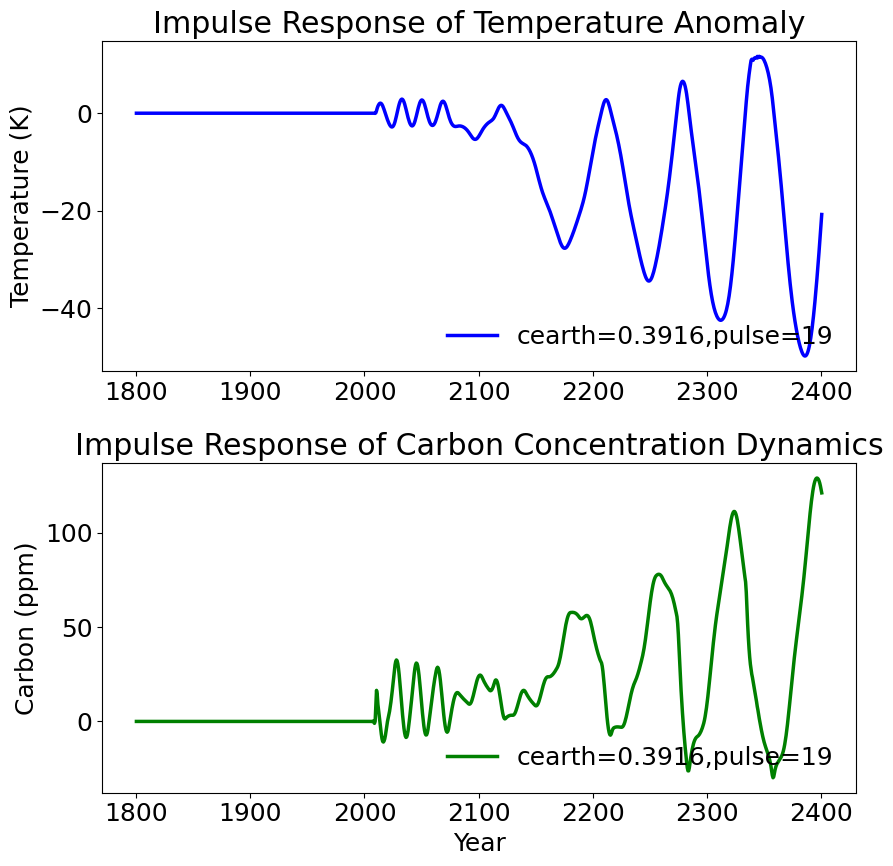 Impulse Response of Temperature Anomaly
Temperature (K)
0
−20
−40
cearth=0.3916,pulse=19
1800 1900 2000 2100 2200 2300 2400
Impulse Response of Carbon Concentration Dynamics
Carbon (ppm)
100
50
0
cearth=0.3916,pulse=19
1800 1900 2000 2100 2200 2300 2400
Year